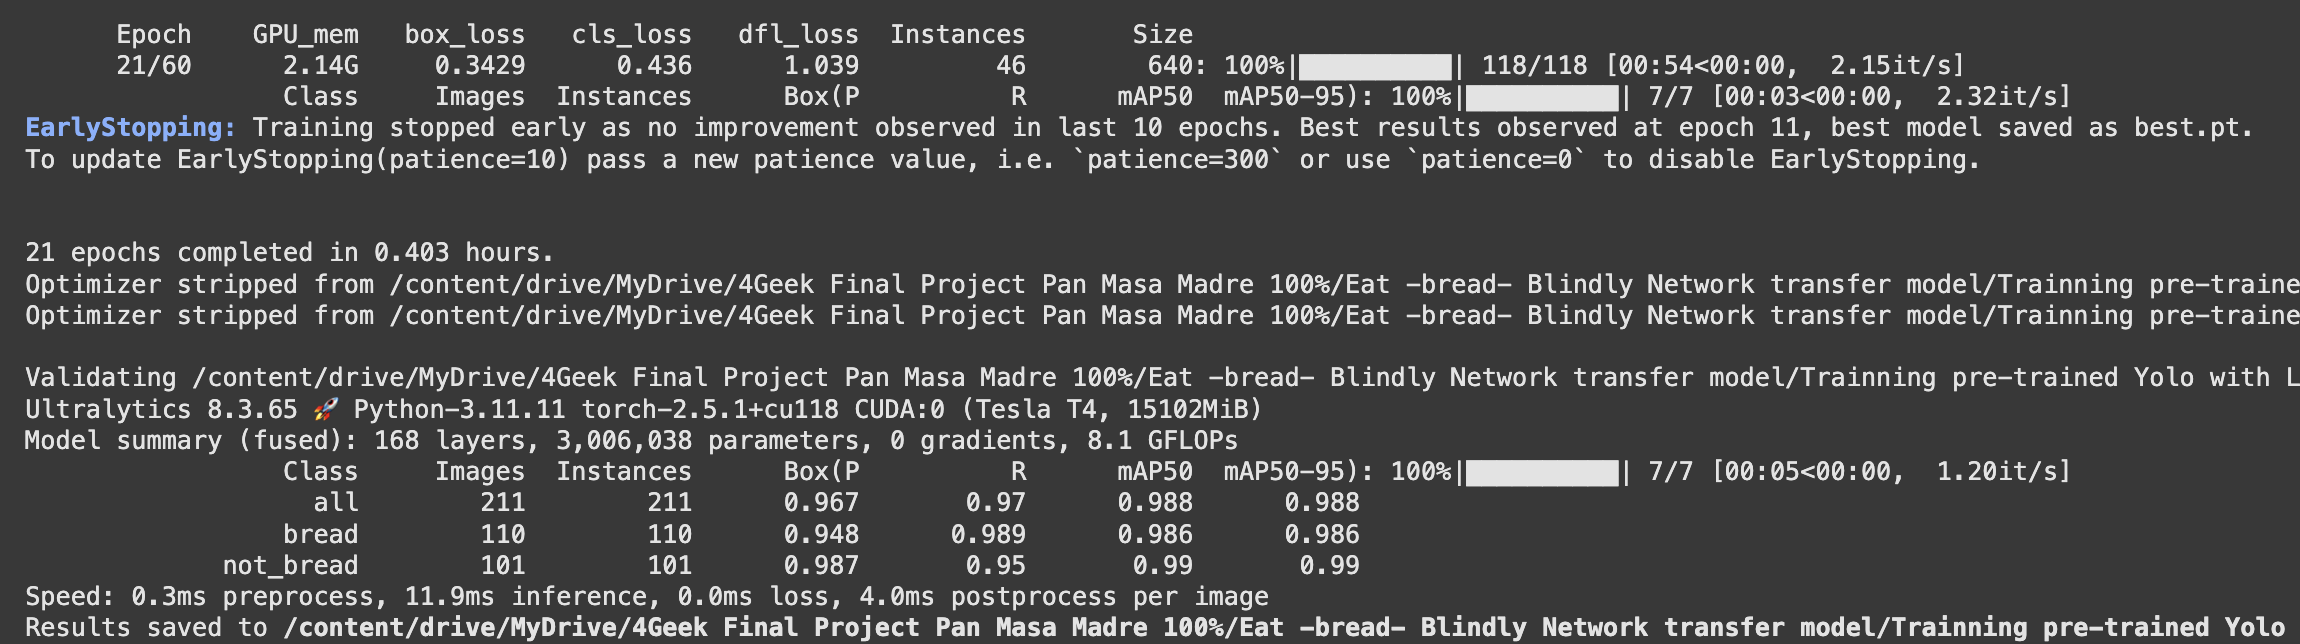 Epoch GPU_mem box_loss cls_loss dfl_loss Instances Size
21/60 2.14G 0.3429 0.436 1.039 46 640: 100%|██████████| 118/118 [00:54<00:00, 2.15it/s]
Class Images Instances Box(P R mAP50 mAP50-95): 100%|██████████| 7/7 [00:03<00:00, 2.32it/s]
EarlyStopping: Training stopped early as no improvement observed in last 10 epochs. Best results observed at epoch 11, best model saved as best.pt.
To update EarlyStopping(patience=10) pass a new patience value, i.e. `patience=300` or use `patience=0` to disable EarlyStopping.
21 epochs completed in 0.403 hours.
Optimizer stripped from /content/drive/MyDrive/4Geek Final Project Pan Masa Madre 100%/Eat -bread- Blindly Network transfer model/Trainning pre-traine
Optimizer stripped from /content/drive/MyDrive/4Geek Final Project Pan Masa Madre 100%/Eat -bread- Blindly Network transfer model/Trainning pre-traine
Validating /content/drive/MyDrive/4Geek Final Project Pan Masa Madre 100%/Eat -bread- Blindly Network transfer model/Trainning pre-trained Yolo with L
Ultralytics 8.3.65 🚀 Python-3.11.11 torch-2.5.1+cu118 CUDA:0 (Tesla T4, 15102MiB)
Model summary (fused): 168 layers, 3,006,038 parameters, 0 gradients, 8.1 GFLOPs
Class Images Instances Box(P R mAP50 mAP50-95): 100%|██████████| 7/7 [00:05<00:00, 1.20it/s]
all 211 211 0.967 0.97 0.988 0.988
bread 110 110 0.948 0.989 0.986 0.986
not_bread 101 101 0.987 0.95 0.99 0.99
Speed: 0.3ms preprocess, 11.9ms inference, 0.0ms loss, 4.0ms postprocess per image
Results saved to /content/drive/MyDrive/4Geek Final Project Pan Masa Madre 100%/Eat -bread- Blindly Network transfer model/Trainning pre-trained Yolo